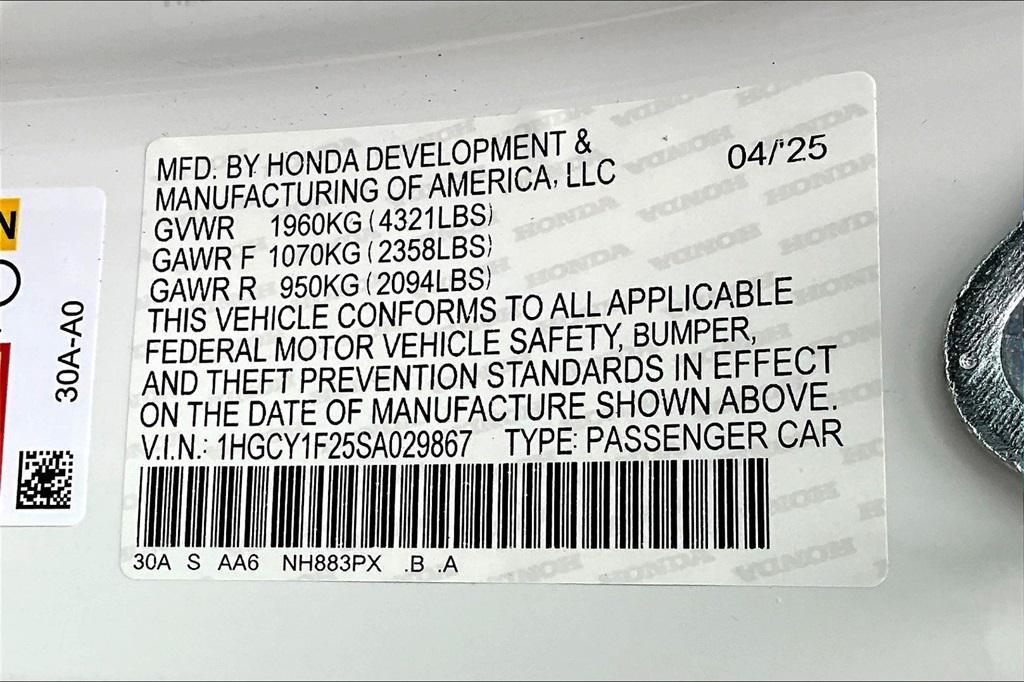 MFD. BY HONDA DEVELOPMENT &
MANUFACTURING OF AMERICA, LLC
04/'25
GVWR 1960KG (4321LBS)
GAWR F 1070KG (2358LBS)
GAWR R 950KG (2094LBS)
THIS VEHICLE CONFORMS TO ALL APPLICABLE
FEDERAL MOTOR VEHICLE SAFETY, BUMPER,
AND THEFT PREVENTION STANDARDS IN EFFECT
ON THE DATE OF MANUFACTURE SHOWN ABOVE.
V.I.N.: 1HGCY1F25SA029867 TYPE: PASSENGER CAR
30A S AA6 NH883PX .B .A
N
30A-A0
HONDA